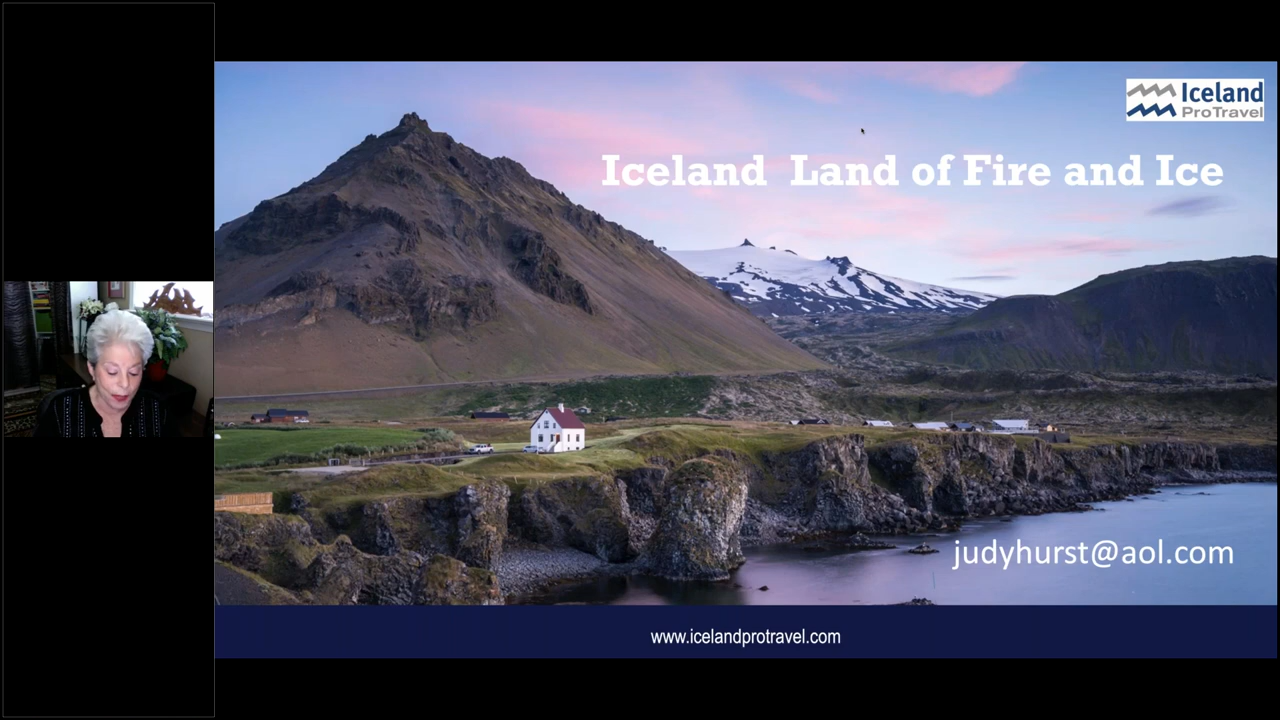 Iceland
ProTravel
Iceland Land of Fire and Ice
judyhurst@aol.com
www.icelandprotravel.com